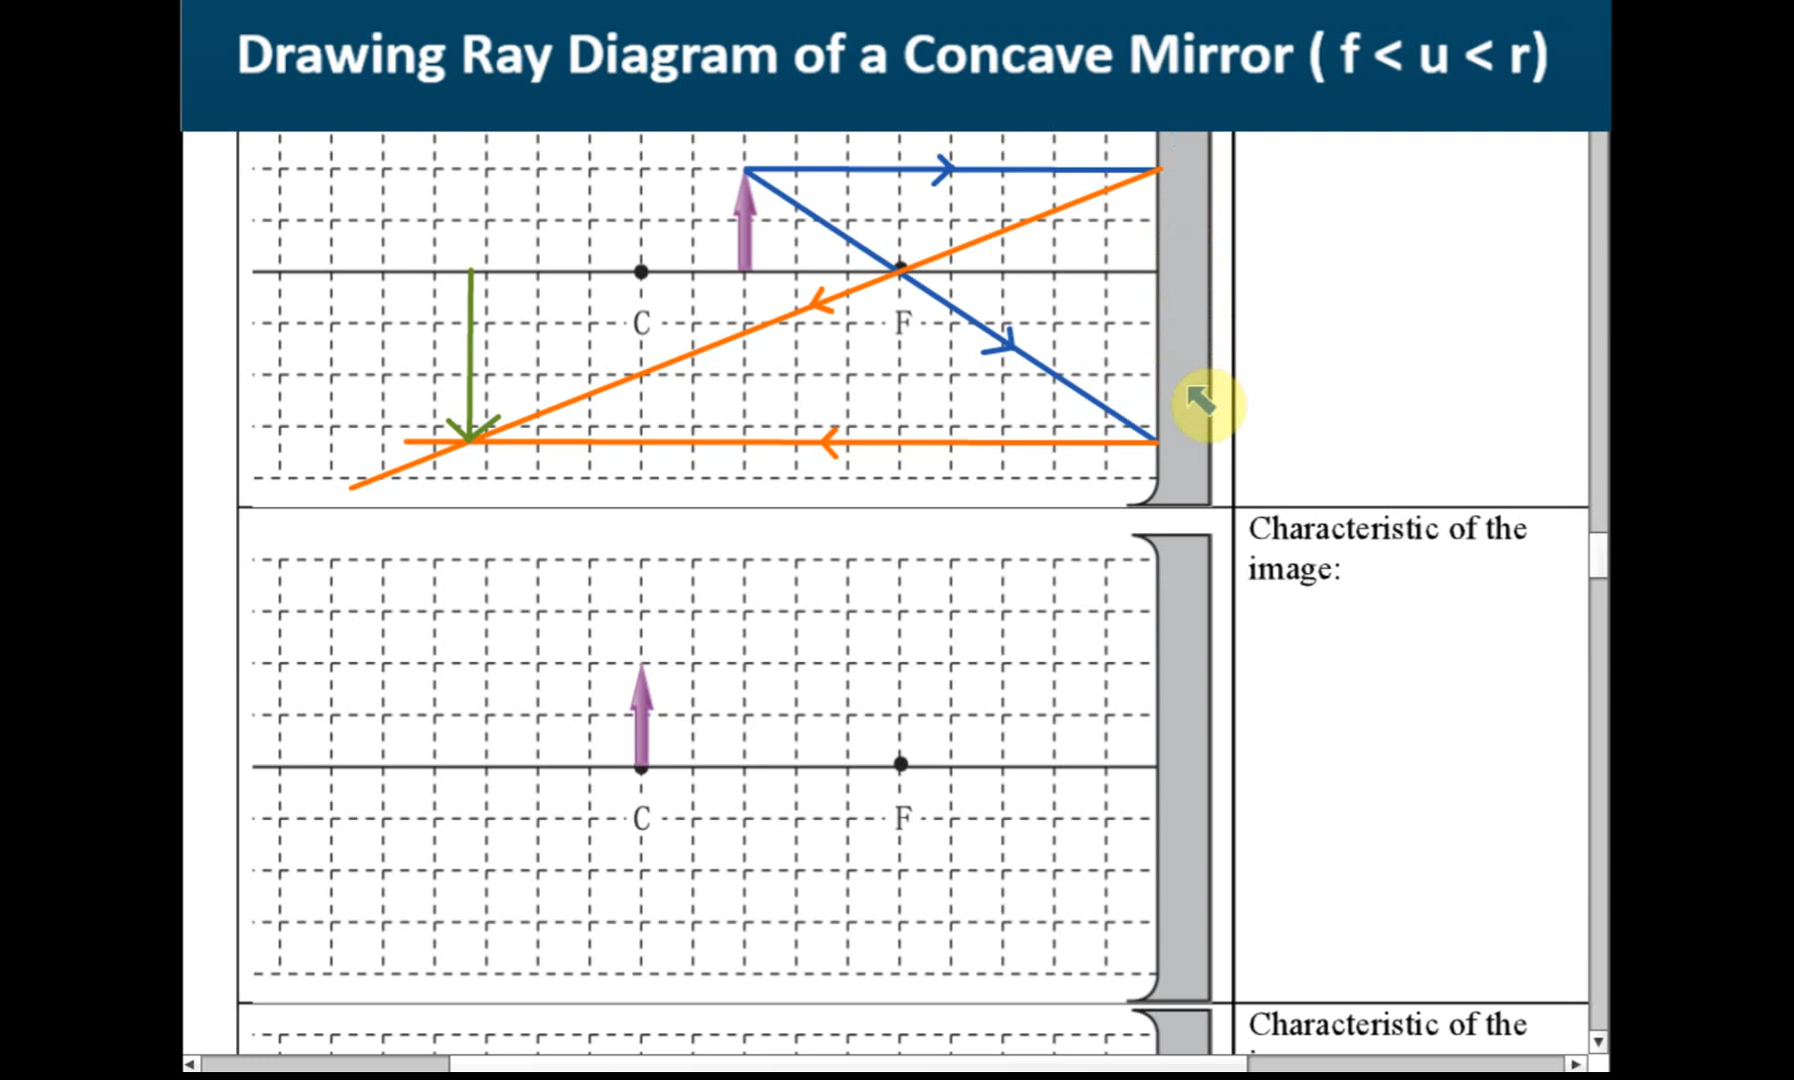 Drawing Ray Diagram of a Concave Mirror ( f < u < r)
C
F
Characteristic of the
image:
C
F
Characteristic of the